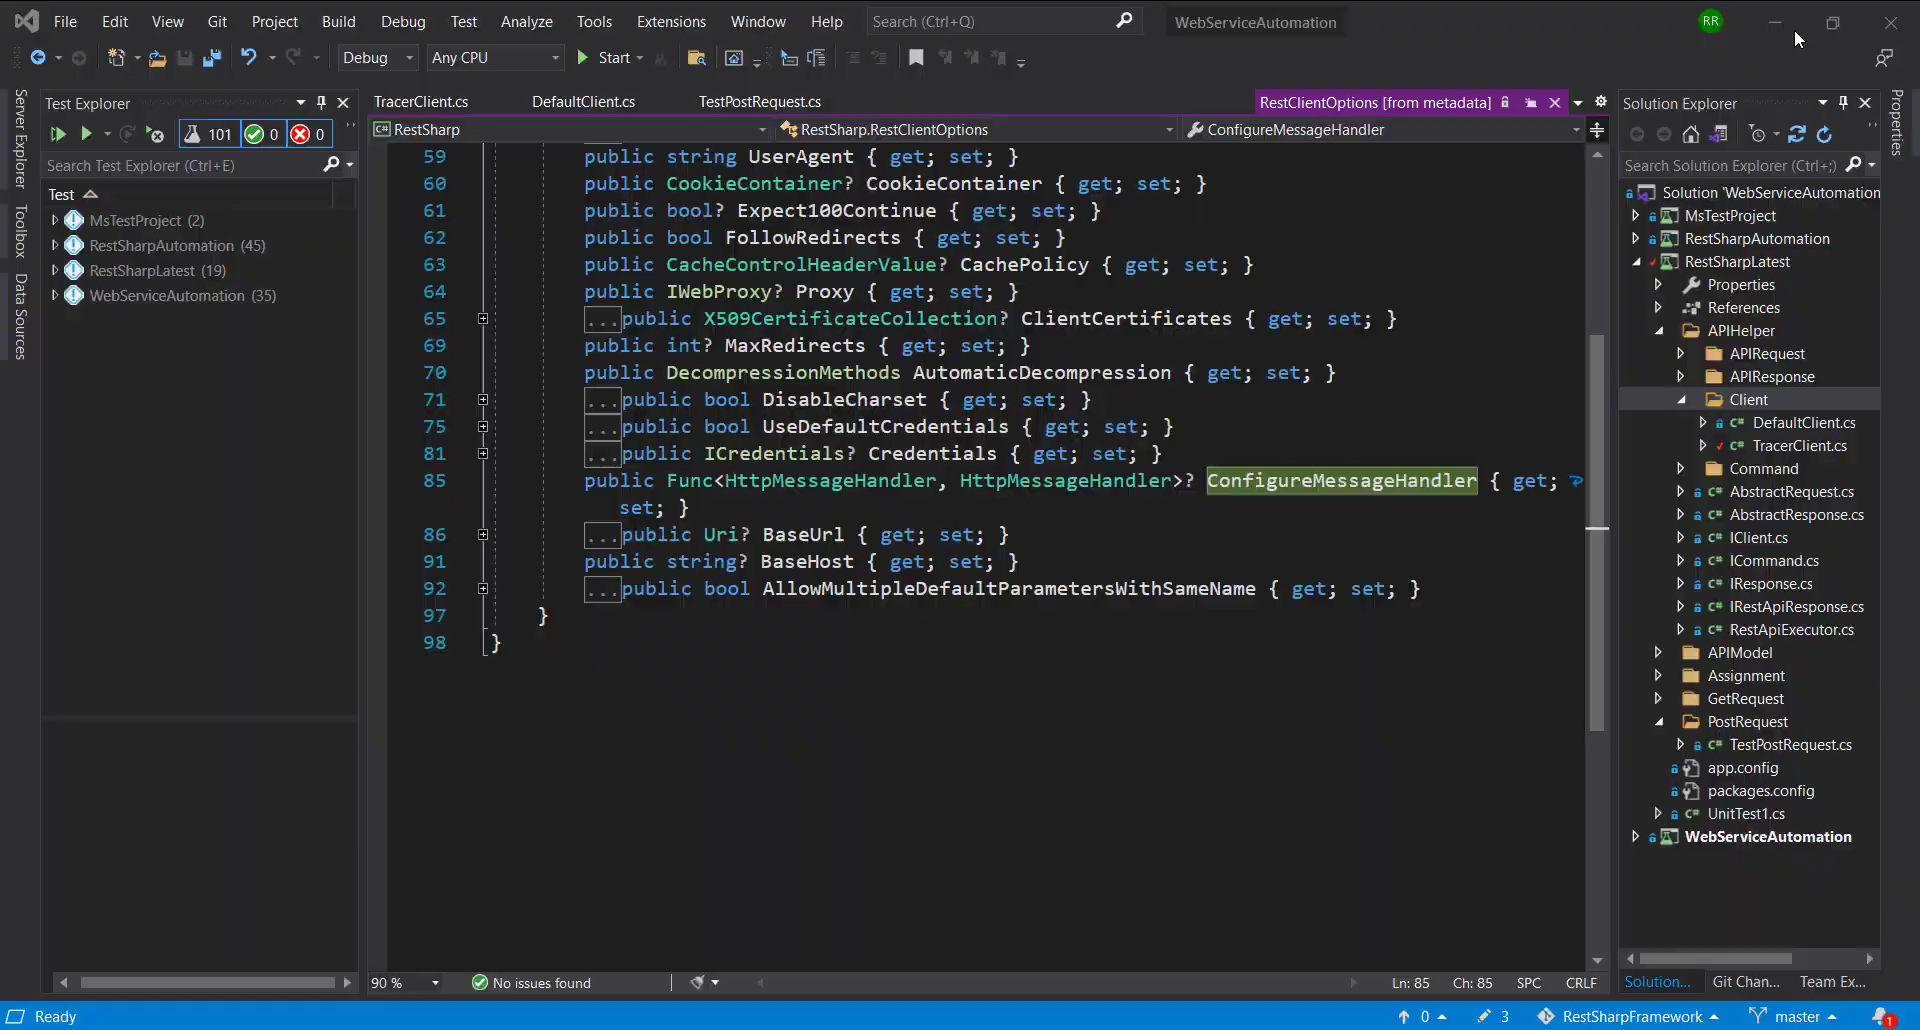 File Edit View Git Project Build Debug Test Analyze Tools Extensions Window Help Search (Ctrl+Q) WebServiceAutomation RR
Debug Any CPU Start
Server Explorer
Toolbox
Data Sources
Test Explorer
101 0 0
Search Test Explorer (Ctrl+E)
Test
MsTestProject (2)
RestSharpAutomation (45)
RestSharpLatest (19)
WebServiceAutomation (35)
TracerClient.cs DefaultClient.cs TestPostRequest.cs RestClientOptions [from metadata]
RestSharp RestSharp.RestClientOptions ConfigureMessageHandler
59 public string UserAgent { get; set; }
60 public CookieContainer? CookieContainer { get; set; }
61 public bool? Expect100Continue { get; set; }
62 public bool FollowRedirects { get; set; }
63 public CacheControlHeaderValue? CachePolicy { get; set; }
64 public IWebProxy? Proxy { get; set; }
65 ...public X509CertificateCollection? ClientCertificates { get; set; }
69 public int? MaxRedirects { get; set; }
70 public DecompressionMethods AutomaticDecompression { get; set; }
71 ...public bool DisableCharset { get; set; }
75 ...public bool UseDefaultCredentials { get; set; }
81 ...public ICredentials? Credentials { get; set; }
85 public Func<HttpMessageHandler, HttpMessageHandler>? ConfigureMessageHandler { get;
set; }
86 ...public Uri? BaseUrl { get; set; }
91 public string? BaseHost { get; set; }
92 ...public bool AllowMultipleDefaultParametersWithSameName { get; set; }
97 }
98 }
90 % No issues found Ln: 85 Ch: 85 SPC CRLF
Solution Explorer
Search Solution Explorer (Ctrl+;)
Solution 'WebServiceAutomation
MsTestProject
RestSharpAutomation
RestSharpLatest
Properties
References
APIHelper
APIRequest
APIResponse
Client
DefaultClient.cs
TracerClient.cs
Command
AbstractRequest.cs
AbstractResponse.cs
IClient.cs
ICommand.cs
IResponse.cs
IRestApiResponse.cs
RestApiExecutor.cs
APIModel
Assignment
GetRequest
PostRequest
TestPostRequest.cs
app.config
packages.config
UnitTest1.cs
WebServiceAutomation
Solution... Git Chan... Team Ex...
Properties
Ready 0 3 RestSharpFramework master 1